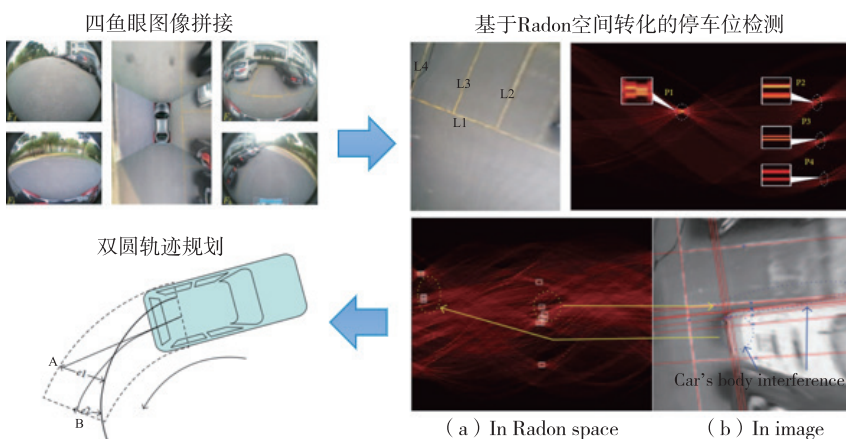 四鱼眼图像拼接
基于Radon空间转化的停车位检测
L4
L3
L2
L1
P1
P2
P3
P4
双圆轨迹规划
A
B
Car's body interference
（a）In Radon space
（b）In image